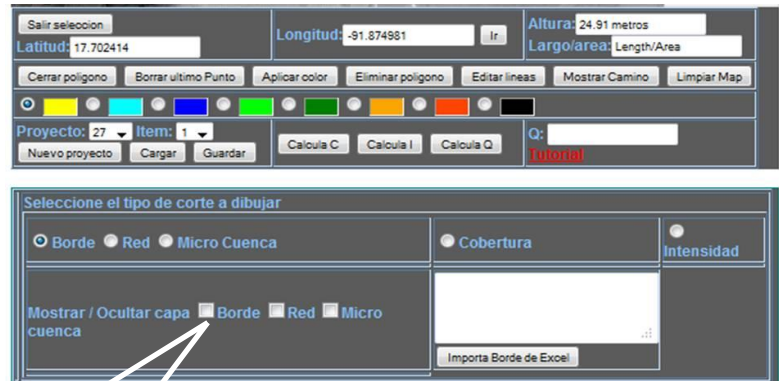 Salir seleccion
Latitud: 17.702414
Longitud: -91.874981 Ir
Altura: 24.91 metros
Largo/area: Length/Area
Cerrar poligono Borrar ultimo Punto Aplicar color Eliminar poligono Editar lineas Mostrar Camino Limpiar Map
Proyecto: 27 Item: 1
Nuevo proyecto Cargar Guardar
Calcula C Calcula I Calcula Q
Q:
Tutorial
Seleccione el tipo de corte a dibujar
Borde Red Micro Cuenca
Cobertura
Intensidad
Mostrar / Ocultar capa Borde Red Micro
cuenca
Importa Borde de Excel